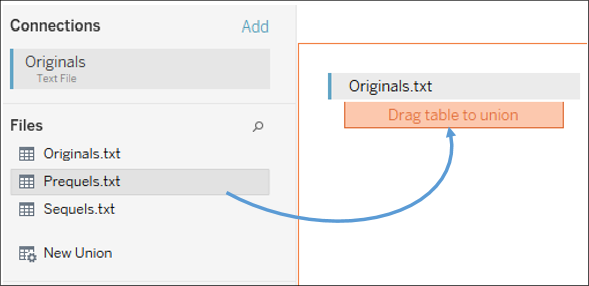 Connections
Add
Originals
Text File
Files
Originals.txt
Prequels.txt
Sequels.txt
New Union
Originals.txt
Drag table to union